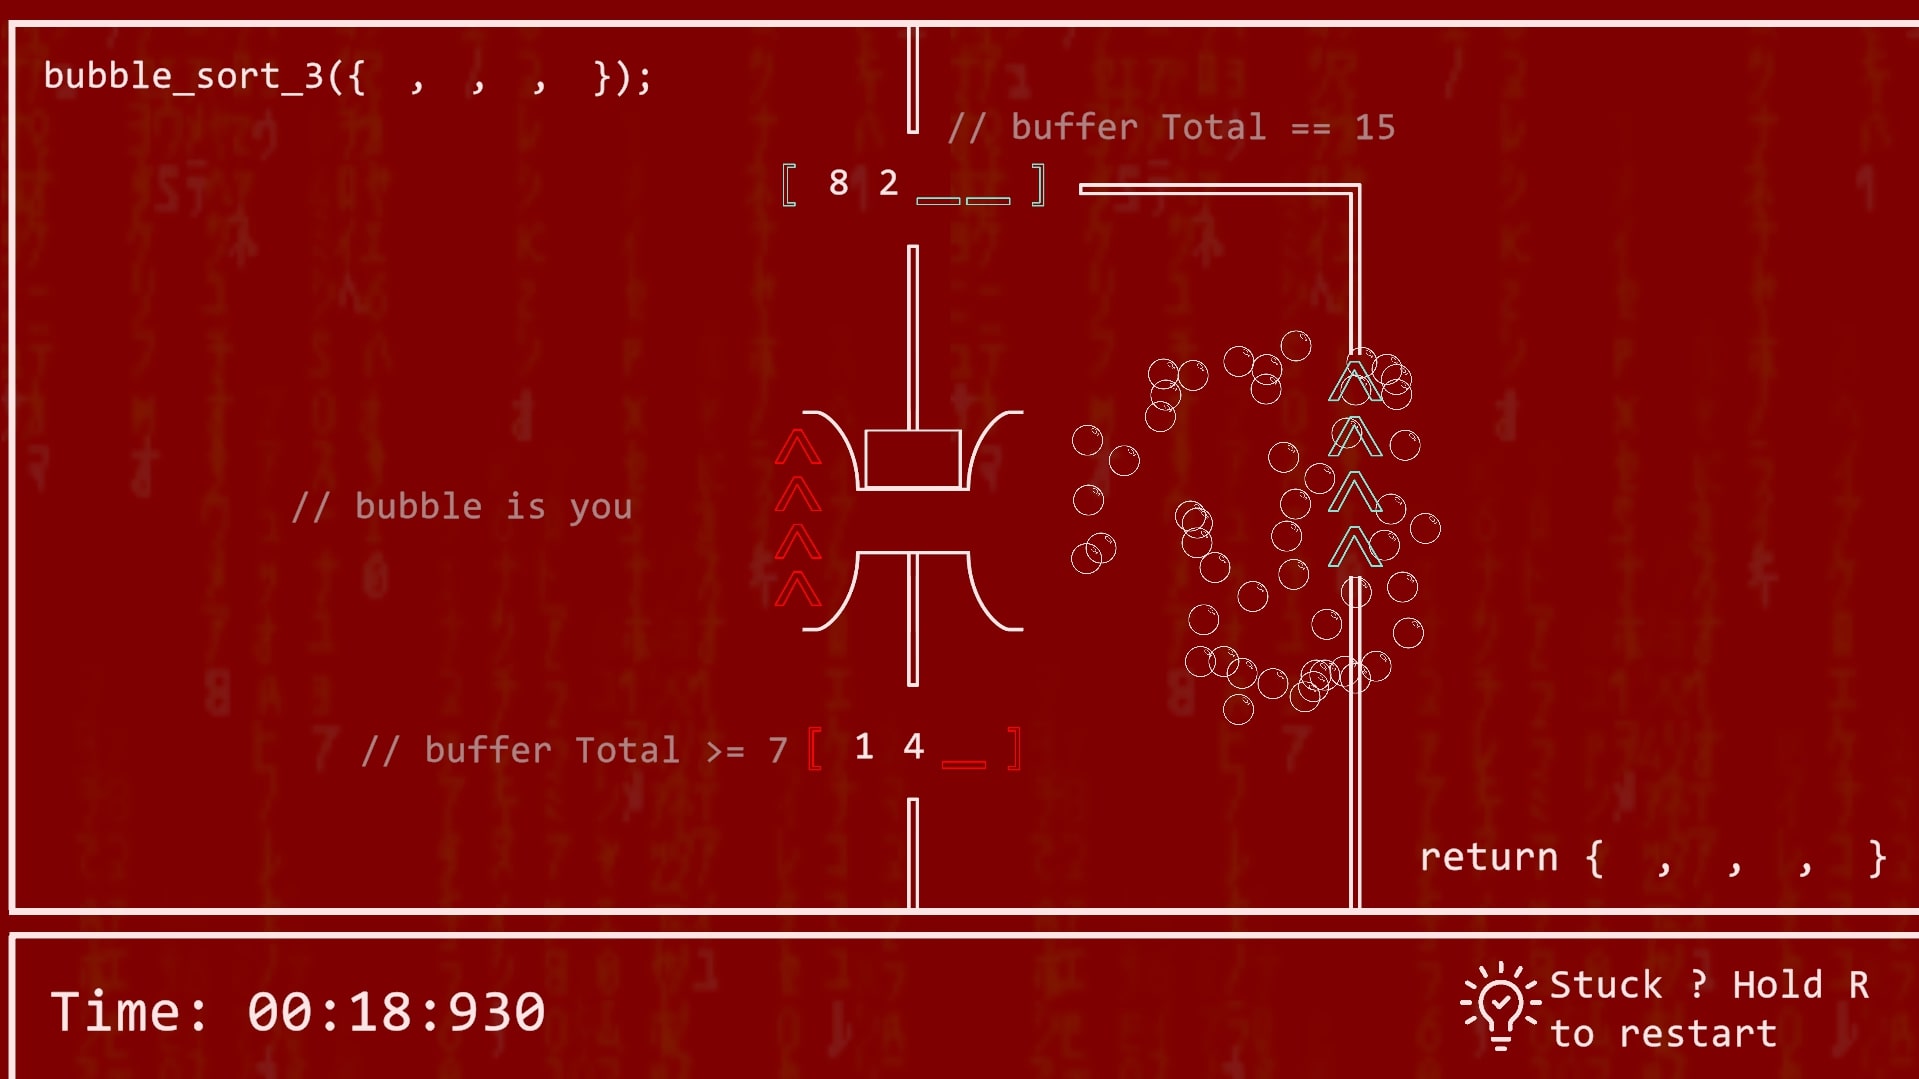 bubble_sort_3({ , , , });
// buffer Total == 15
[ 8 2 _ _ ]
// bubble is you
// buffer Total >= 7 [ 1 4 _ ]
return { , , , }
Time: 00:18:930
Stuck ? Hold R
to restart